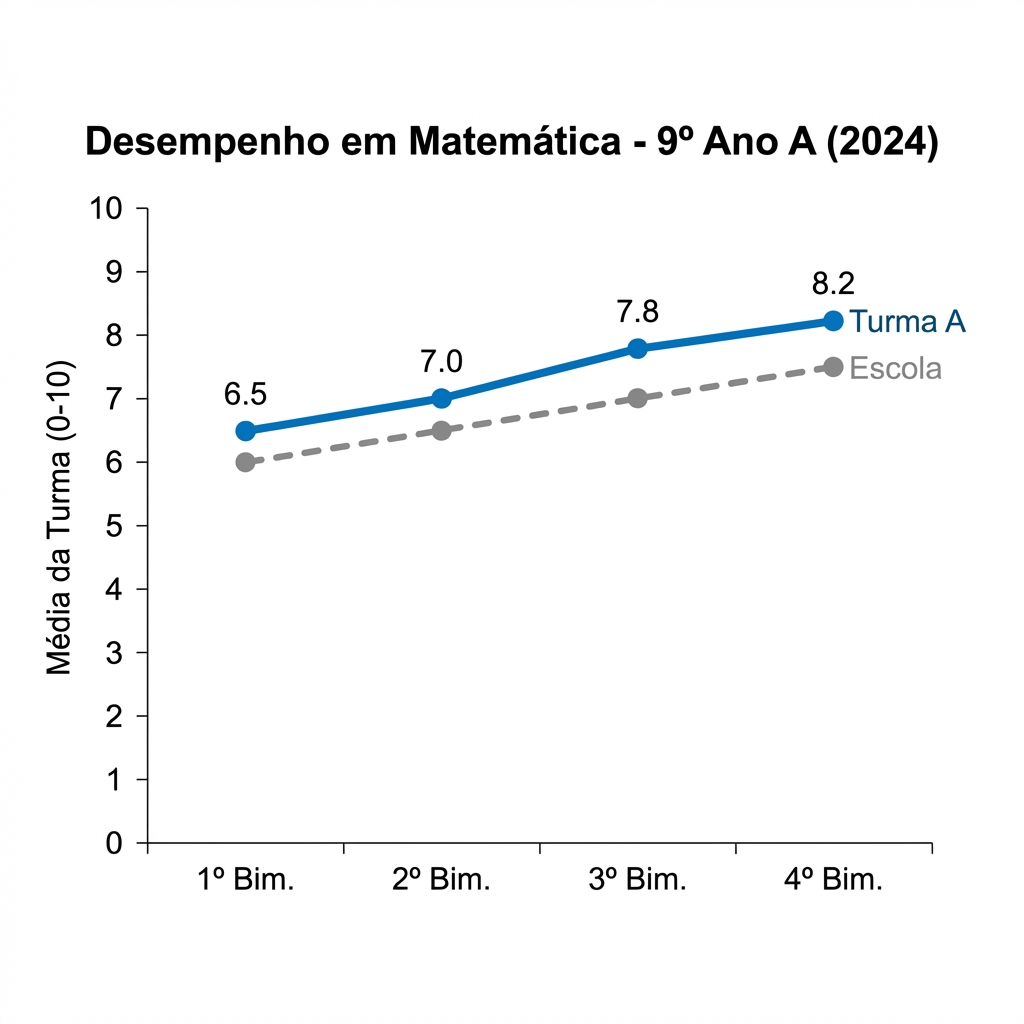 Desempenho em Matemática - 9º Ano A (2024)
Média da Turma (0-10)
10
9
8
7
6
5
4
3
2
1
0
6.5
7.0
7.8
8.2
Turma A
Escola
1º Bim.
2º Bim.
3º Bim.
4º Bim.